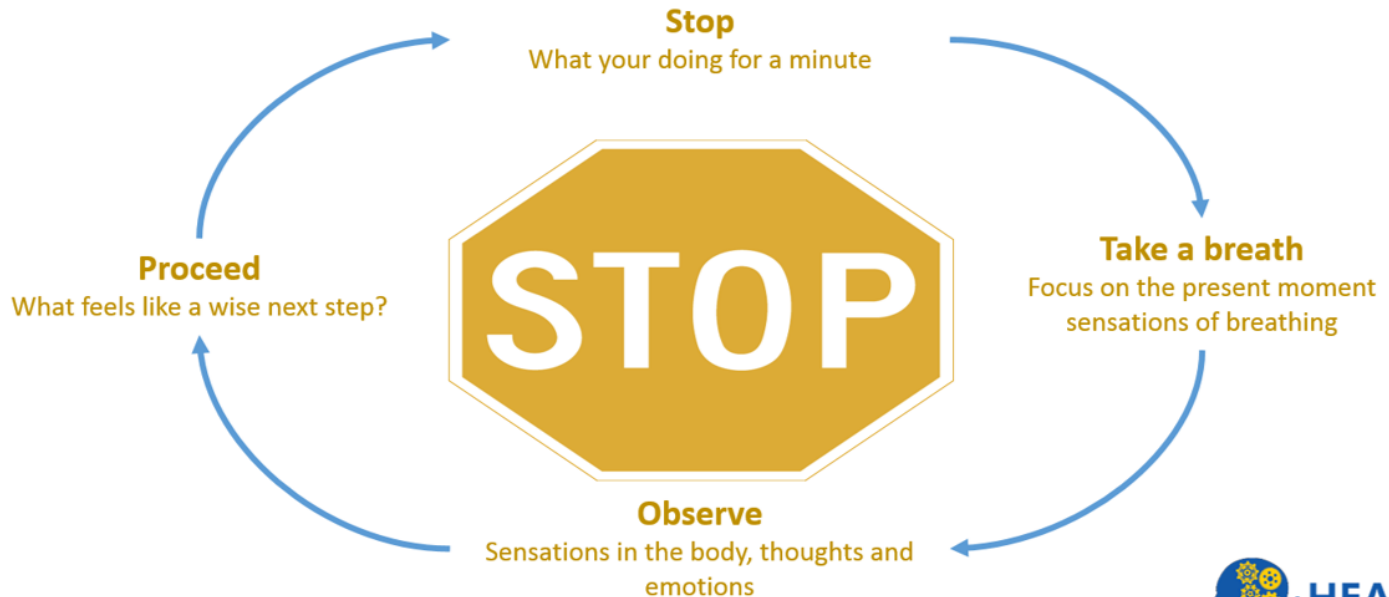 Stop
What your doing for a minute
Take a breath
Focus on the present moment
sensations of breathing
STOP
Proceed
What feels like a wise next step?
Observe
Sensations in the body, thoughts and
emotions